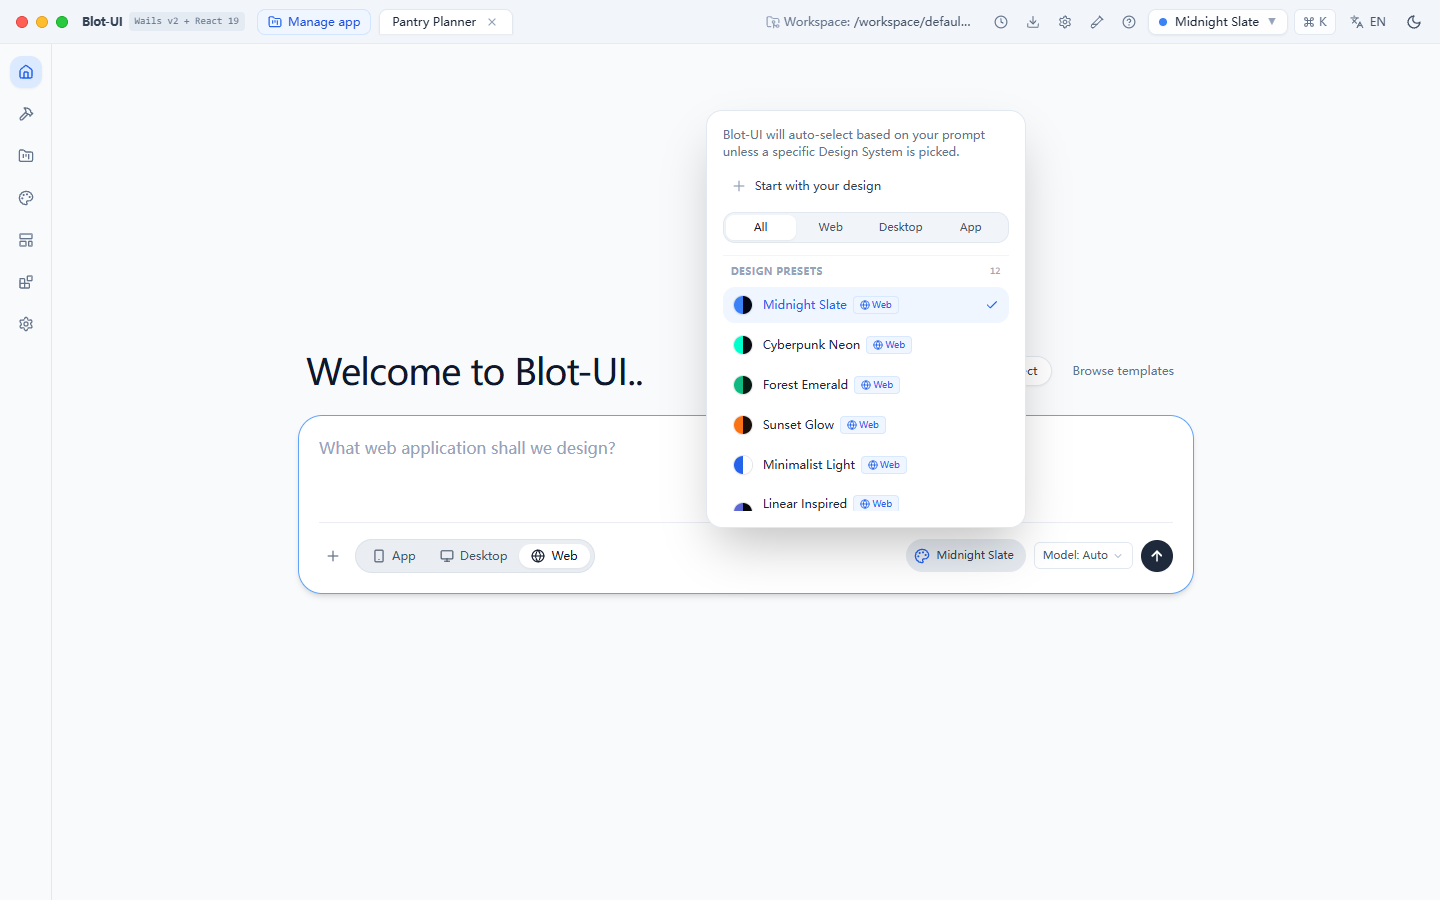 Blot-UI Wails v2 + React 19 Manage app Pantry Planner Workspace: /workspace/defaul... Midnight Slate ⌘ K EN
Blot-UI will auto-select based on your prompt
unless a specific Design System is picked.
Start with your design
All Web Desktop App
DESIGN PRESETS 12
Midnight Slate Web
Cyberpunk Neon Web
Forest Emerald Web
Sunset Glow Web
Minimalist Light Web
Linear Inspired Web
Welcome to Blot-UI..
ct Browse templates
What web application shall we design?
App Desktop Web Midnight Slate Model: Auto